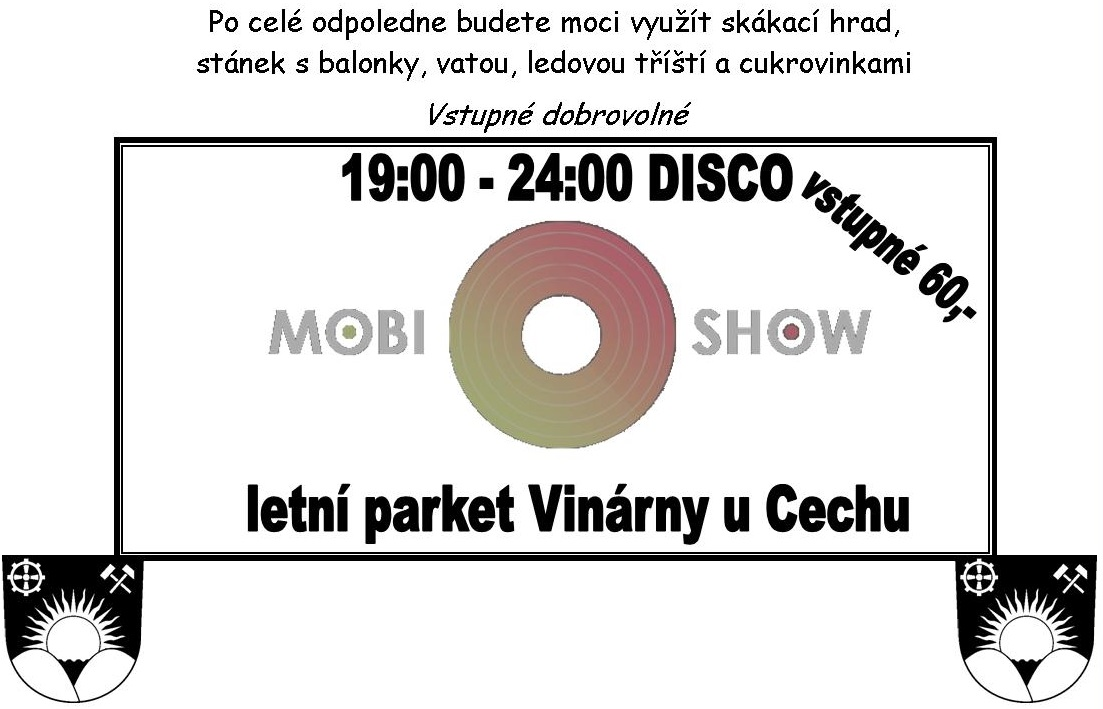 Po celé odpoledne budete moci využít skákací hrad,
stánek s balonky, vatou, ledovou tříští a cukrovinkami
Vstupné dobrovolné
19:00 - 24:00 DISCO
vstupné 60,-
MOBI SHOW
letní parket Vinárny u Cechu